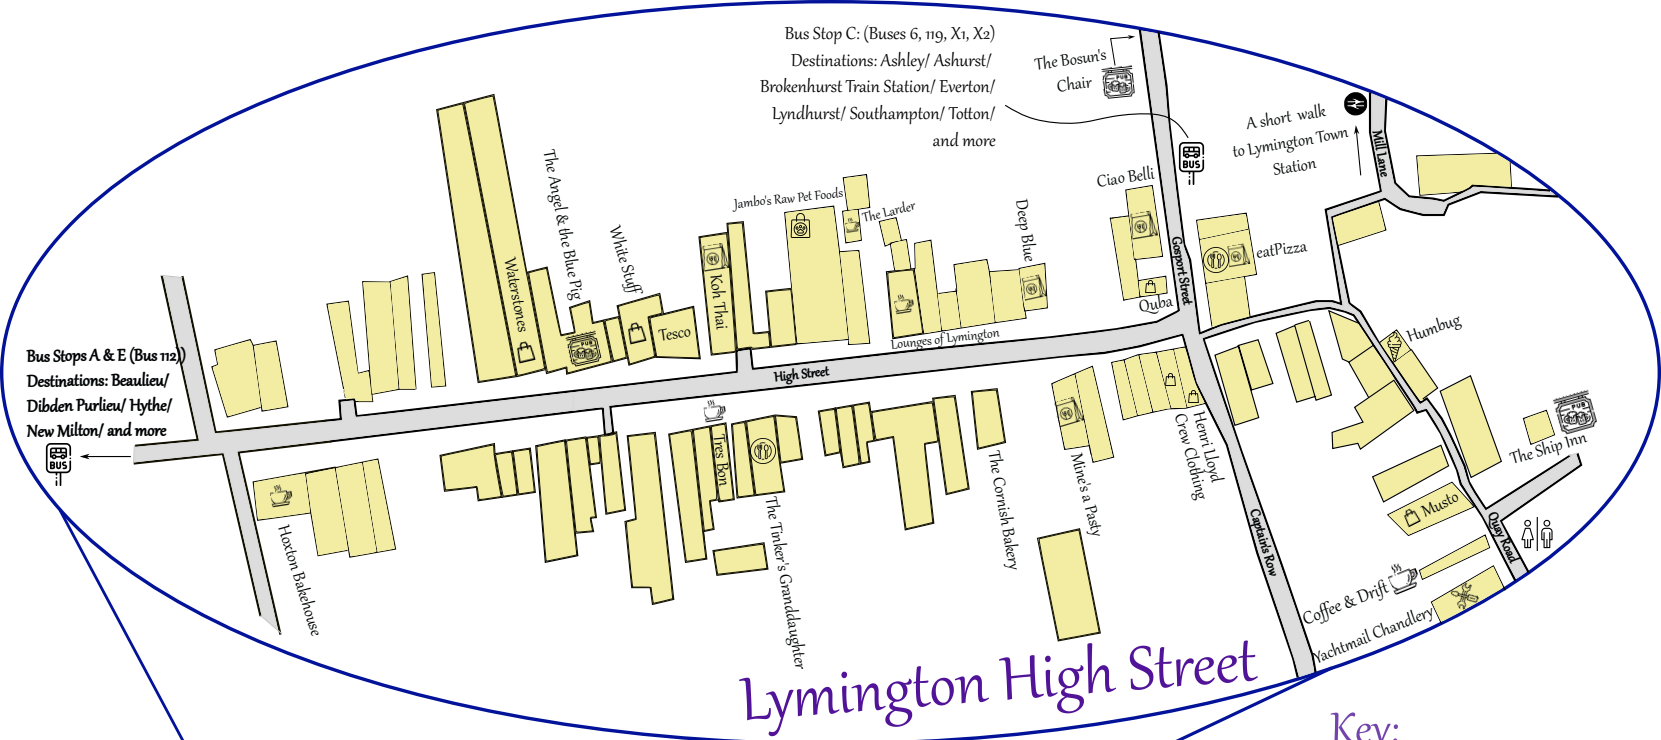 Bus Stop C: (Buses 6, 119, X1, X2)
Destinations: Ashley/ Ashurst/
Brokenhurst Train Station/ Everton/
Lyndhurst/ Southampton/ Totton/
and more
The Bosun's
Chair
PUB
BUS
A short walk
to Lymington Town
Station
Mill Lane
The Angel & the Blue Pig
White Stuff
Waterstones
PUB
Tesco
Koh Thai
Jambo's Raw Pet Foods
The Larder
Deep Blue
Ciao Belli
Gosport Street
eatPizza
Quba
Lounges of Lymington
High Street
Bus Stops A & E (Bus 112)
Destinations: Beaulieu/
Dibden Purlieu/ Hythe/
New Milton/ and more
BUS
Hoxton Bakehouse
Tres Bon
The Tinker's Granddaughter
The Cornish Bakery
Mine's a Pasty
Henri Lloyd
Crew Clothing
Captain's Row
Humbug
PUB
The Ship Inn
Musto
Quay Road
Coffee & Drift
Yachtmail Chandlery
Lymington High Street
Key: